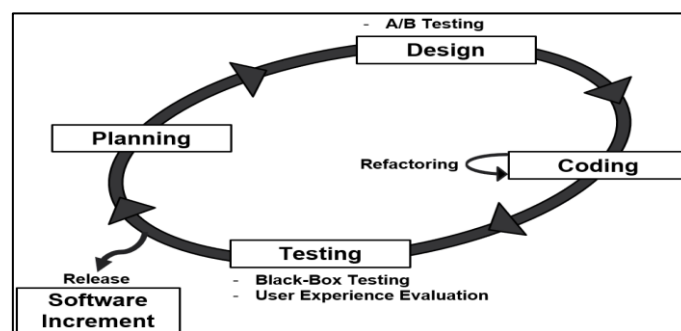 - A/B Testing
Design
Planning
Refactoring
Coding
Testing
- Black-Box Testing
- User Experience Evaluation
Release
Software
Increment